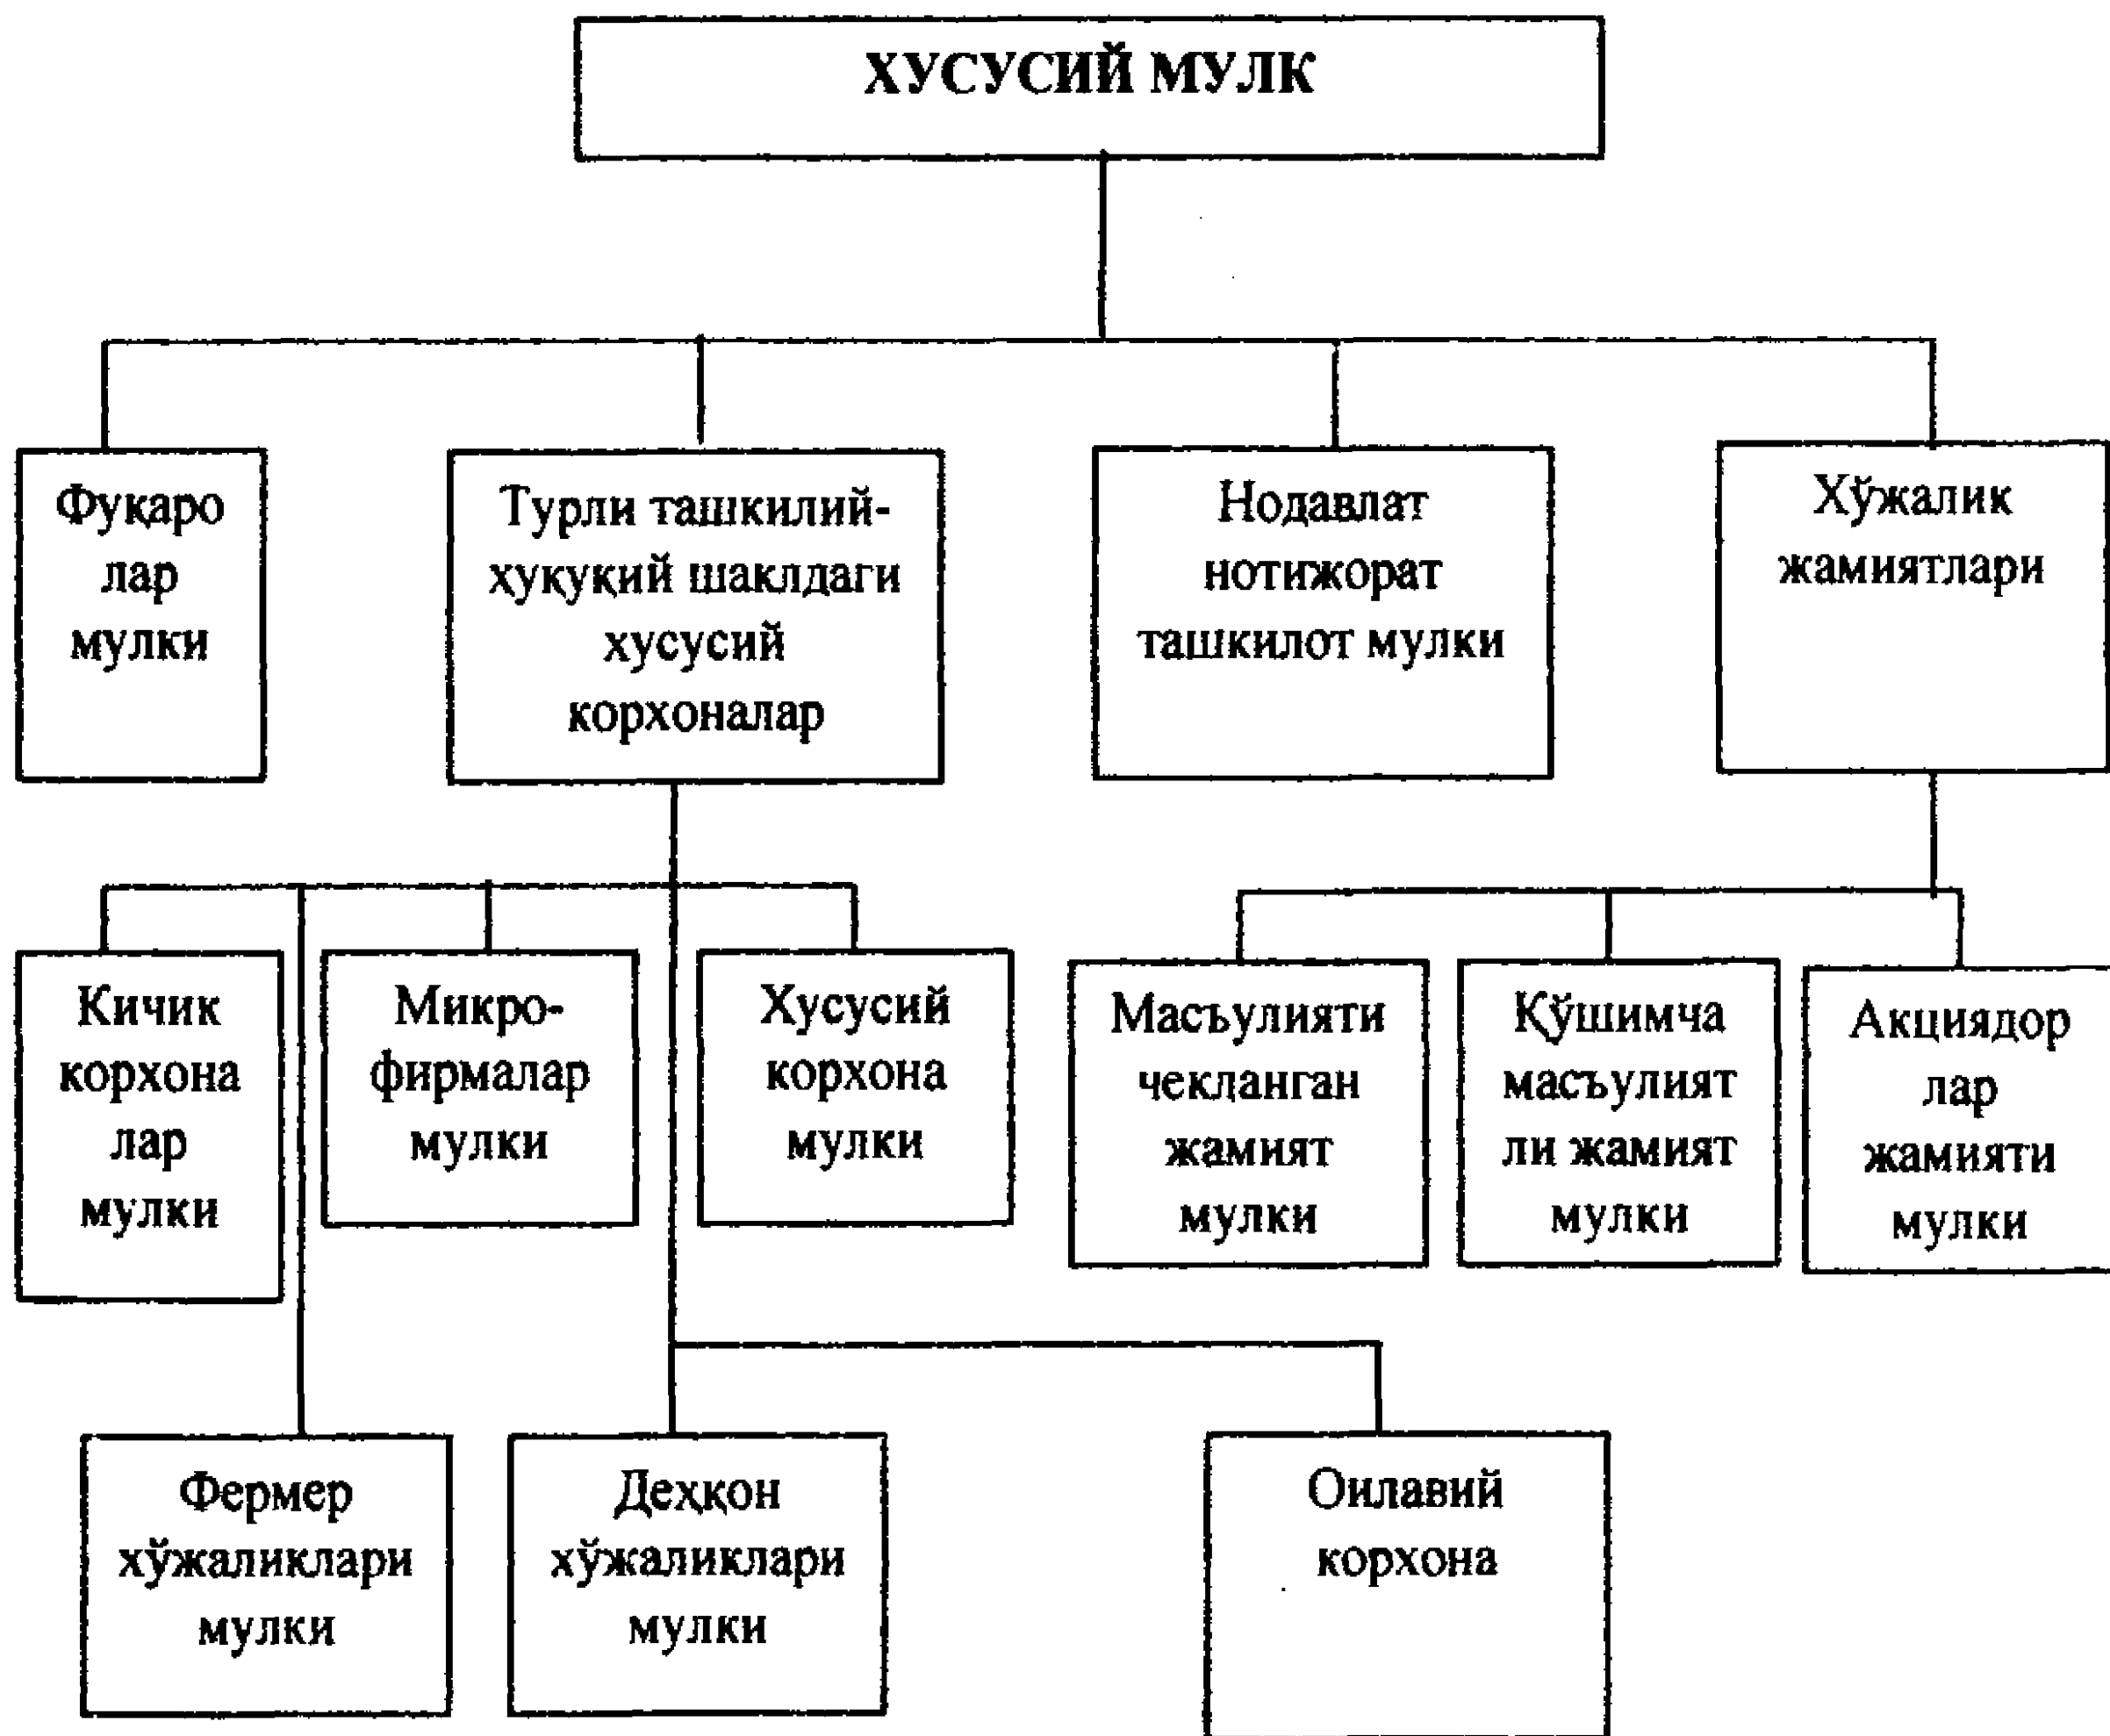 ХУСУСИЙ МУЛК
Фуқаро
лар
мулки
Турли ташкилий-
ҳуқуқий шаклдаги
хусусий
корхоналар
Нодавлат
нотижорат
ташкилот мулки
Хўжалик
жамиятлари
Кичик
корхона
лар
мулки
Микро-
фирмалар
мулки
Хусусий
корхона
мулки
Масъулияти
чекланган
жамият
мулки
Қўшимча
масъулият
ли жамият
мулки
Акциядор
лар
жамияти
мулки
Фермер
хўжаликлари
мулки
Деҳқон
хўжаликлари
мулки
Оилавий
корхона